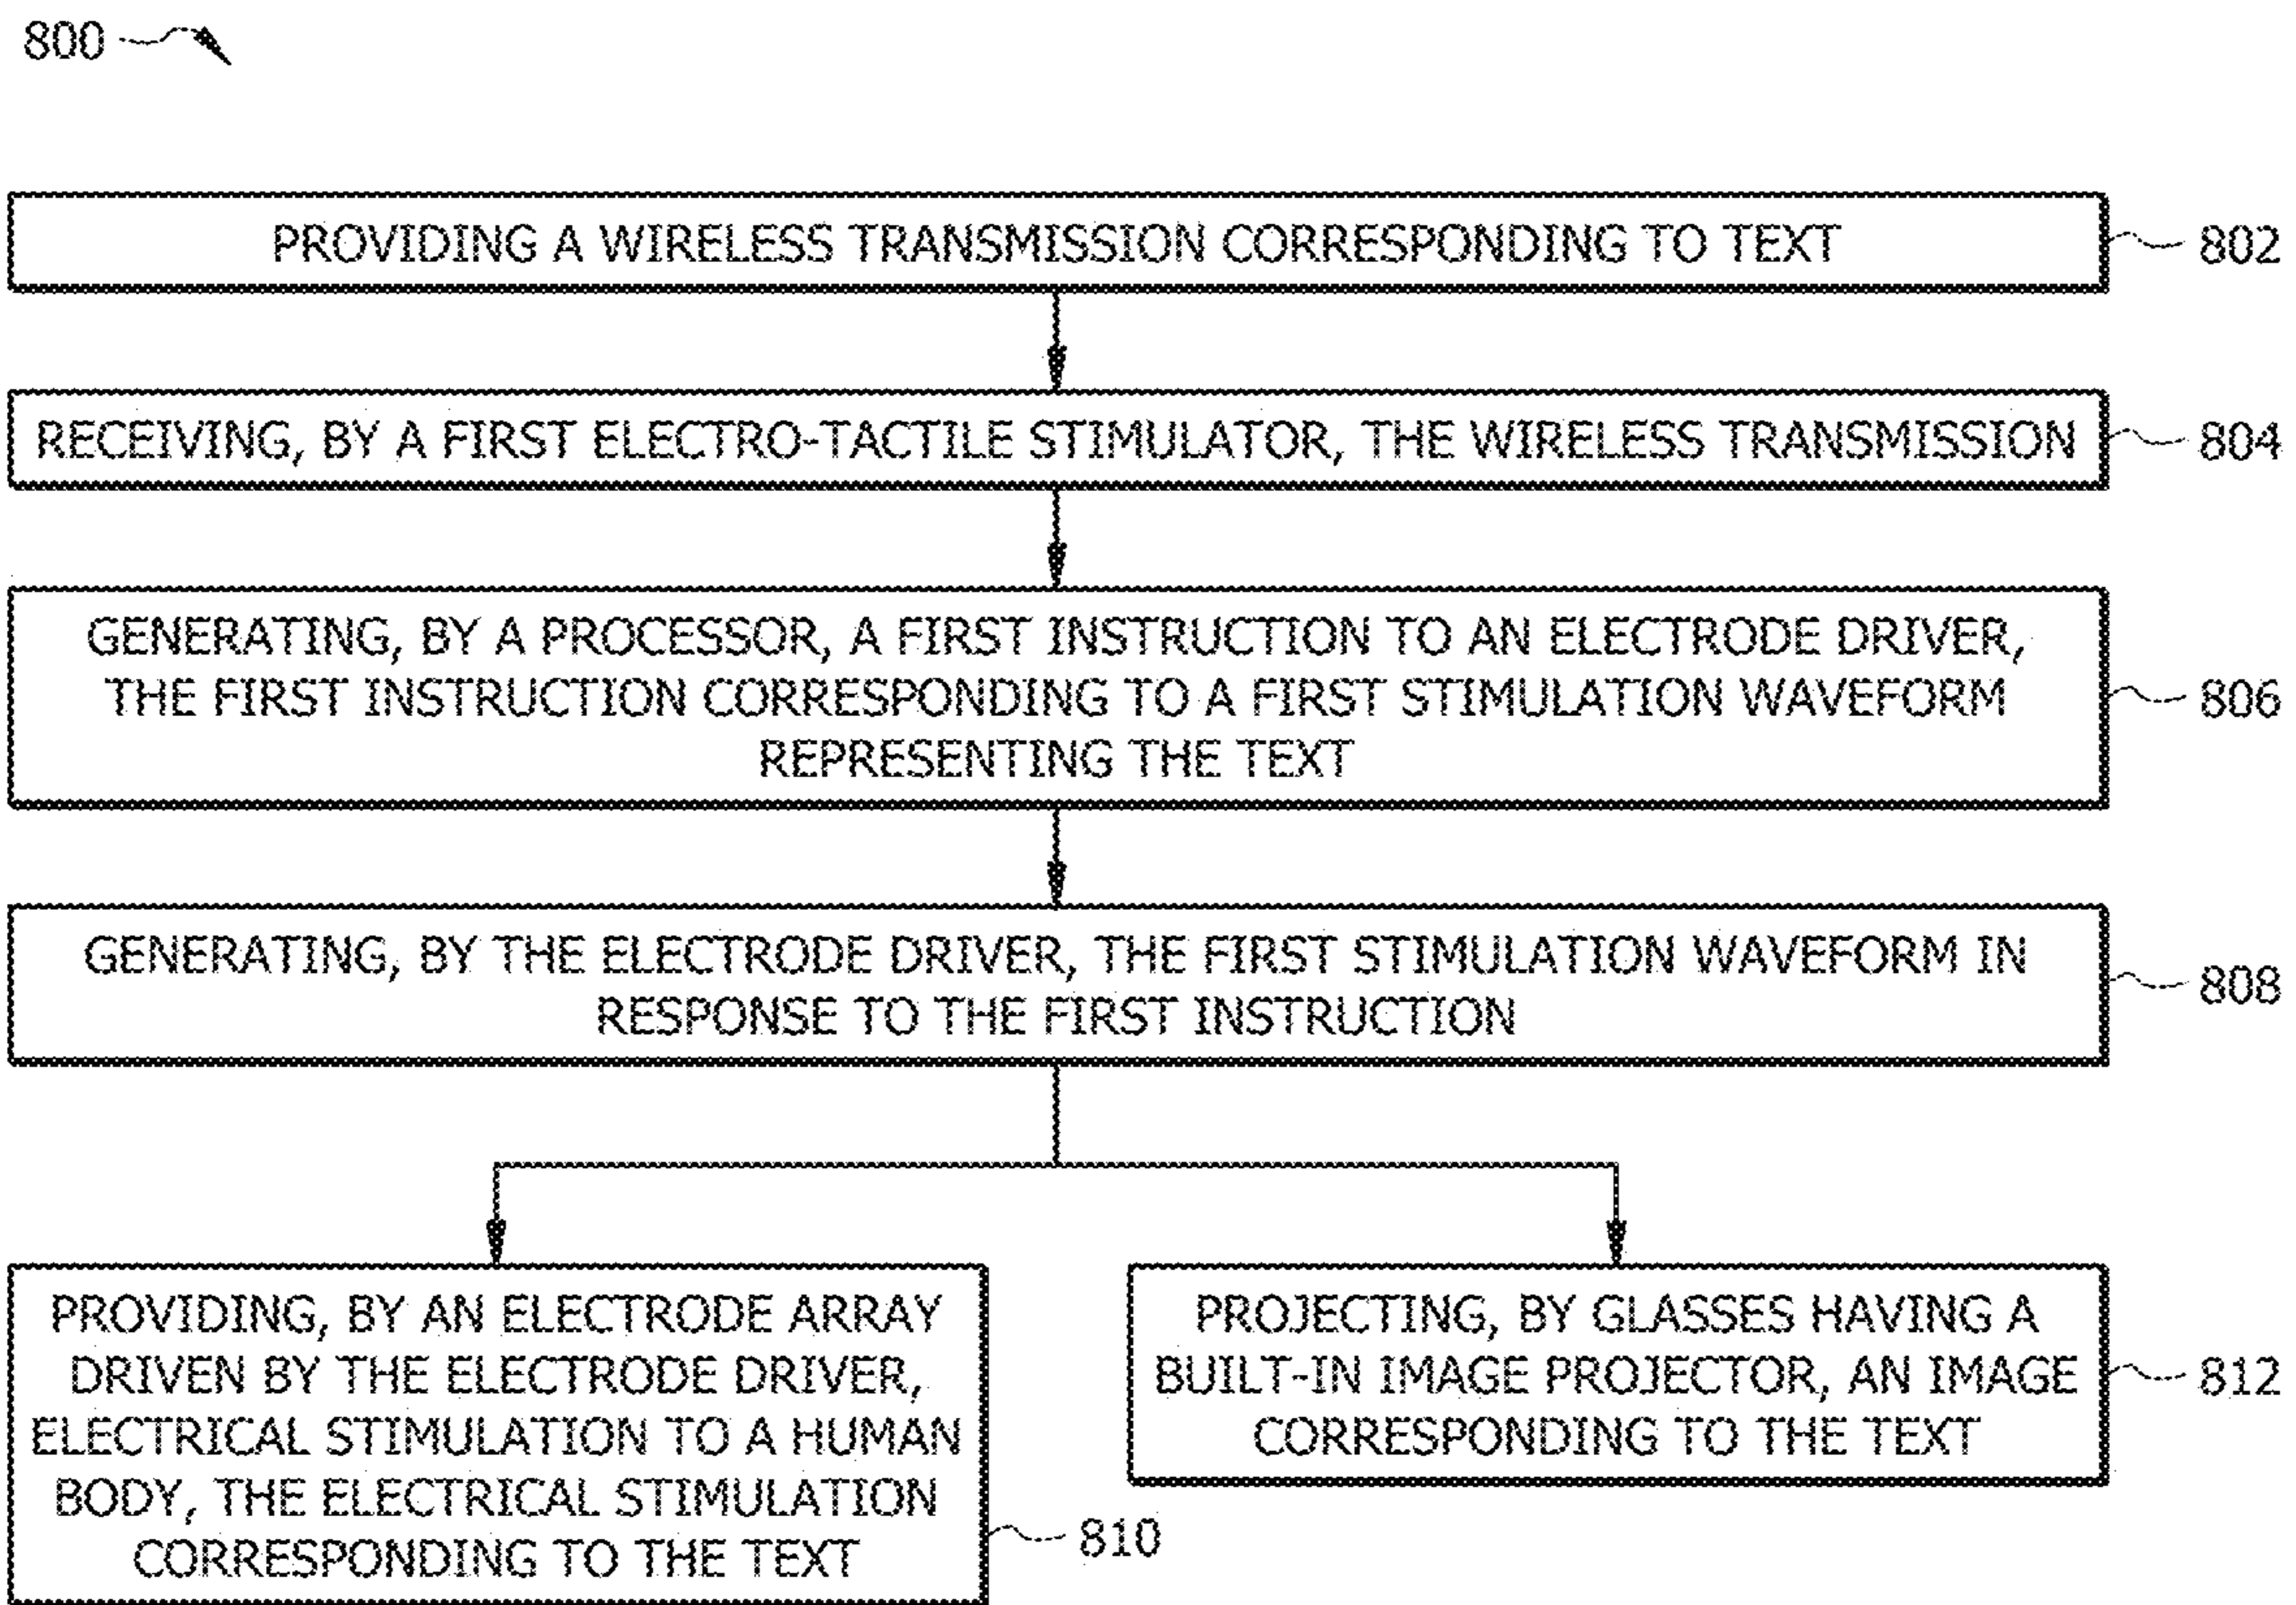 800
PROVIDING A WIRELESS TRANSMISSION CORRESPONDING TO TEXT
802
RECEIVING, BY A FIRST ELECTRO-TACTILE STIMULATOR, THE WIRELESS TRANSMISSION
804
GENERATING, BY A PROCESSOR, A FIRST INSTRUCTION TO AN ELECTRODE DRIVER,
THE FIRST INSTRUCTION CORRESPONDING TO A FIRST STIMULATION WAVEFORM
REPRESENTING THE TEXT
806
GENERATING, BY THE ELECTRODE DRIVER, THE FIRST STIMULATION WAVEFORM IN
RESPONSE TO THE FIRST INSTRUCTION
808
PROVIDING, BY AN ELECTRODE ARRAY
DRIVEN BY THE ELECTRODE DRIVER,
ELECTRICAL STIMULATION TO A HUMAN
BODY, THE ELECTRICAL STIMULATION
CORRESPONDING TO THE TEXT
810
PROJECTING, BY GLASSES HAVING A
BUILT-IN IMAGE PROJECTOR, AN IMAGE
CORRESPONDING TO THE TEXT
812